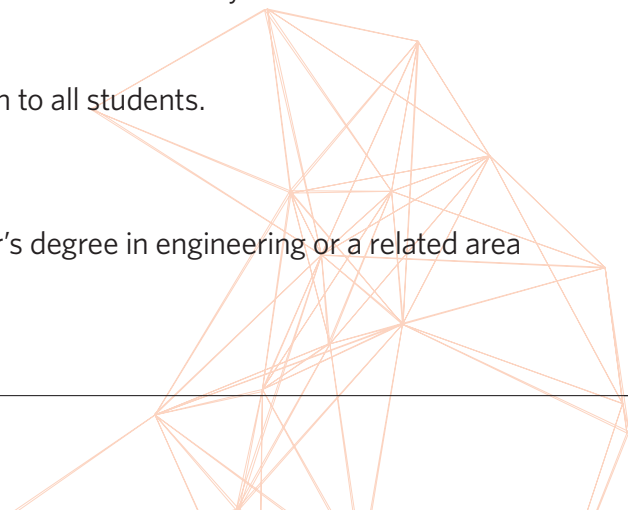 n to all students.
r’s degree in engineering or a related area